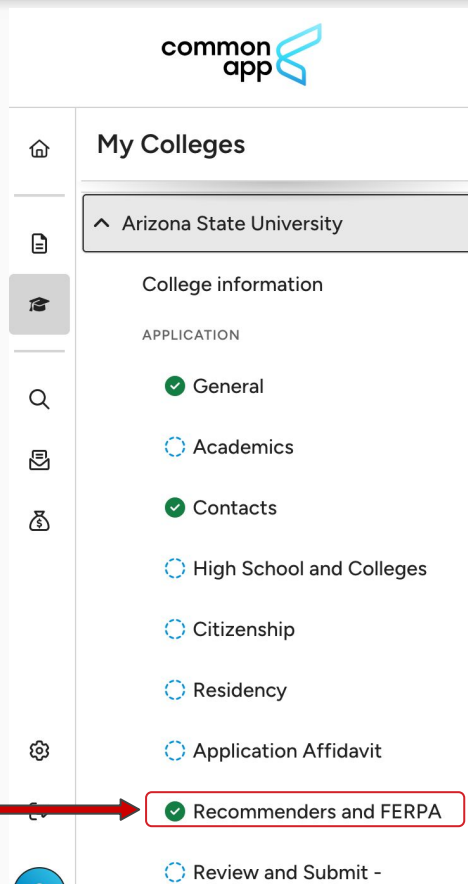 common
app
My Colleges
Arizona State University
College information
APPLICATION
General
Academics
Contacts
High School and Colleges
Citizenship
Residency
Application Affidavit
Recommenders and FERPA
Review and Submit -